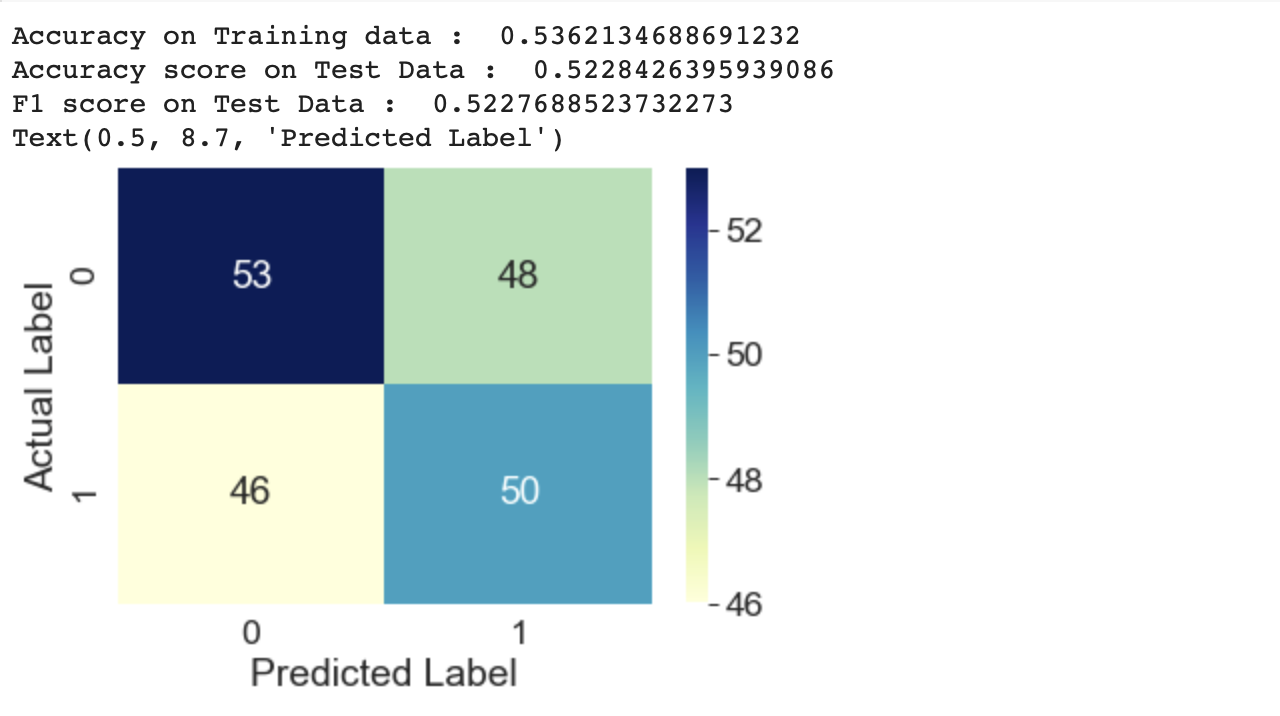 Accuracy on Training data :  0.5362134688691232
Accuracy score on Test Data :  0.5228426395939086
F1 score on Test Data :  0.5227688523732273
Text(0.5, 8.7, 'Predicted Label')
53 48
46 50
Actual Label
0
1
0 1
Predicted Label
52
50
48
46